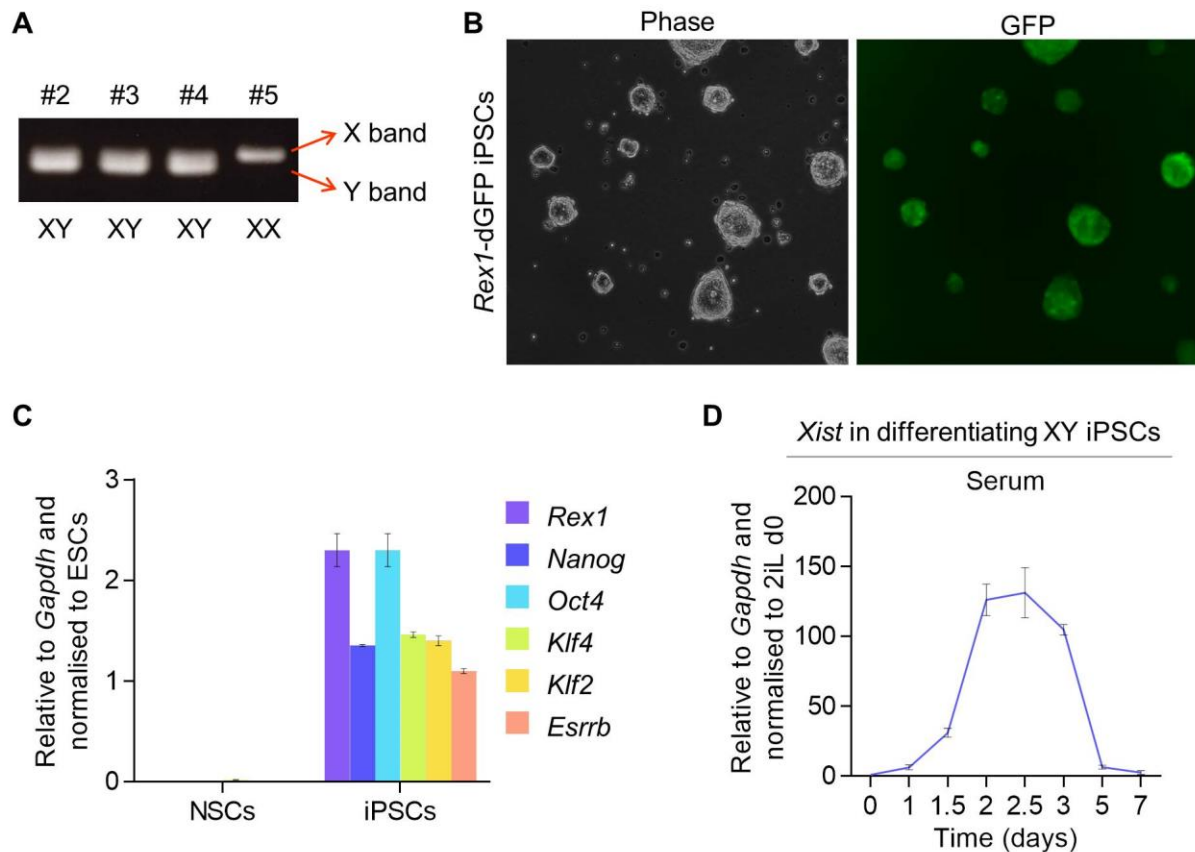 A
#2 #3 #4 #5
X band
Y band
XY XY XY XX
B
Phase GFP
Rex1-dGFP iPSCs
C
Relative to Gapdh and
normalised to ESCs
3
2
1
0
NSCs iPSCs
Rex1
Nanog
Oct4
Klf4
Klf2
Esrrb
D
Xist in differentiating XY iPSCs
Serum
Relative to Gapdh and
normalised to 2iL d0
200
150
100
50
0
0 1 1.5 2 2.5 3 5 7
Time (days)